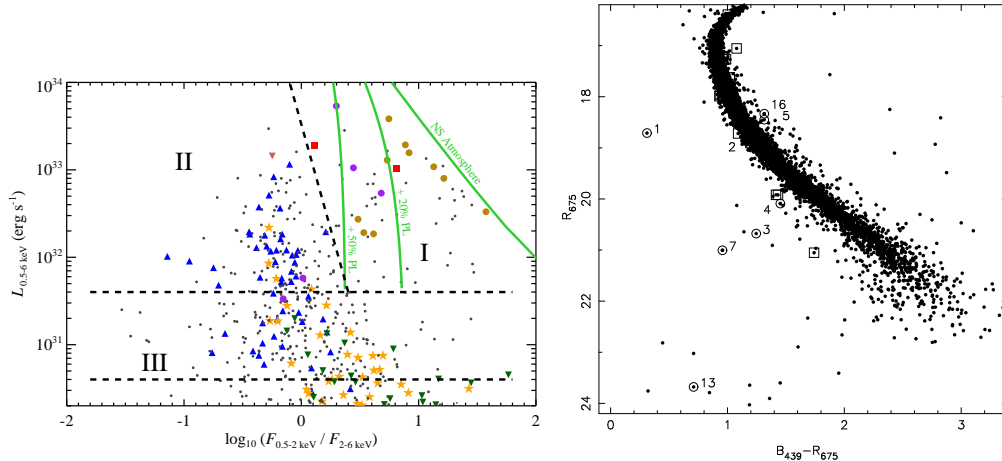 10^34
10^33
10^32
10^31
L_0.5-6 keV (erg s^-1)
II
I
III
NS Atmosphere
+ 20% PL
+ 50% PL
-2
-1
0
1
2
log_10 (F_0.5-2 keV / F_2-6 keV)
18
20
22
24
R_675
1
16
5
2
4
3
7
13
0
1
2
3
B_439-R_675